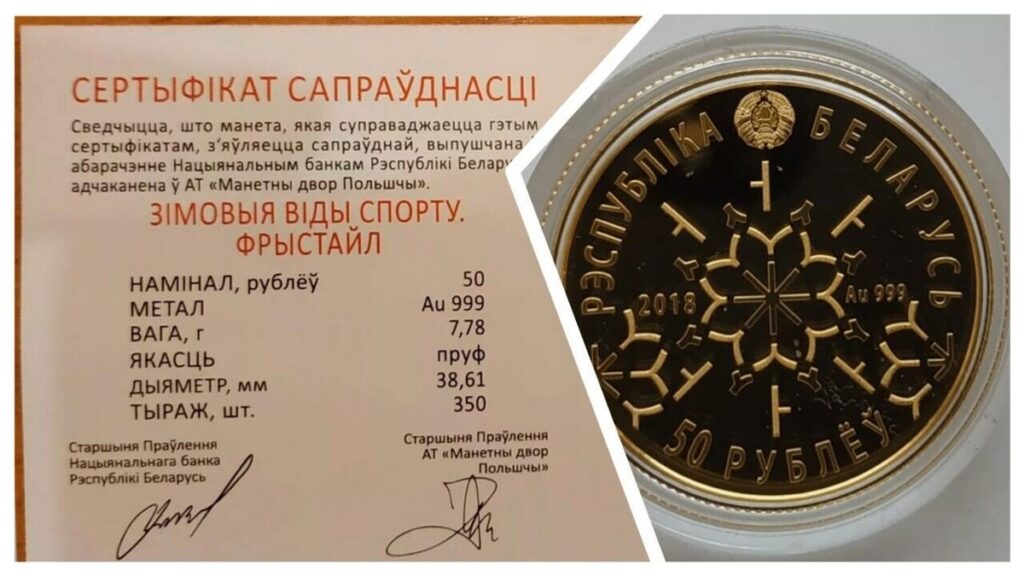 СЕРТЫФІКАТ САПРАЎДНАСЦІ
Сведчыцца, што манета, якая суправаджаецца гэтым
сертыфікатам, з'яўляецца сапраўднай, выпушчана
абарачэнне Нацыянальным банкам Рэспублікі
адчаканена ў АТ «Манетны двор Польшчы».
ЗІМОВЫЯ ВІДЫ СПОРТУ.
ФРЫСТАЙЛ
НАМІНАЛ, рублёў 50
МЕТАЛ Au 999
ВАГА, г 7,78
ЯКАСЦЬ пруф
ДЫЯМЕТР, мм 38,61
ТЫРАЖ, шт. 350
Старшыня Праўлення
Нацыянальнага банка
Рэспублікі Беларусь
Старшыня Праўлення
АТ «Манетны двор
Польшчы»
РЭСПУБЛІКА БЕЛАРУСЬ
2018 Au 999
50 РУБЛЁЎ